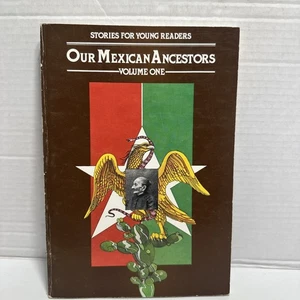 STORIES FOR YOUNG READERS
OUR MEXICAN ANCESTORS
VOLUME ONE